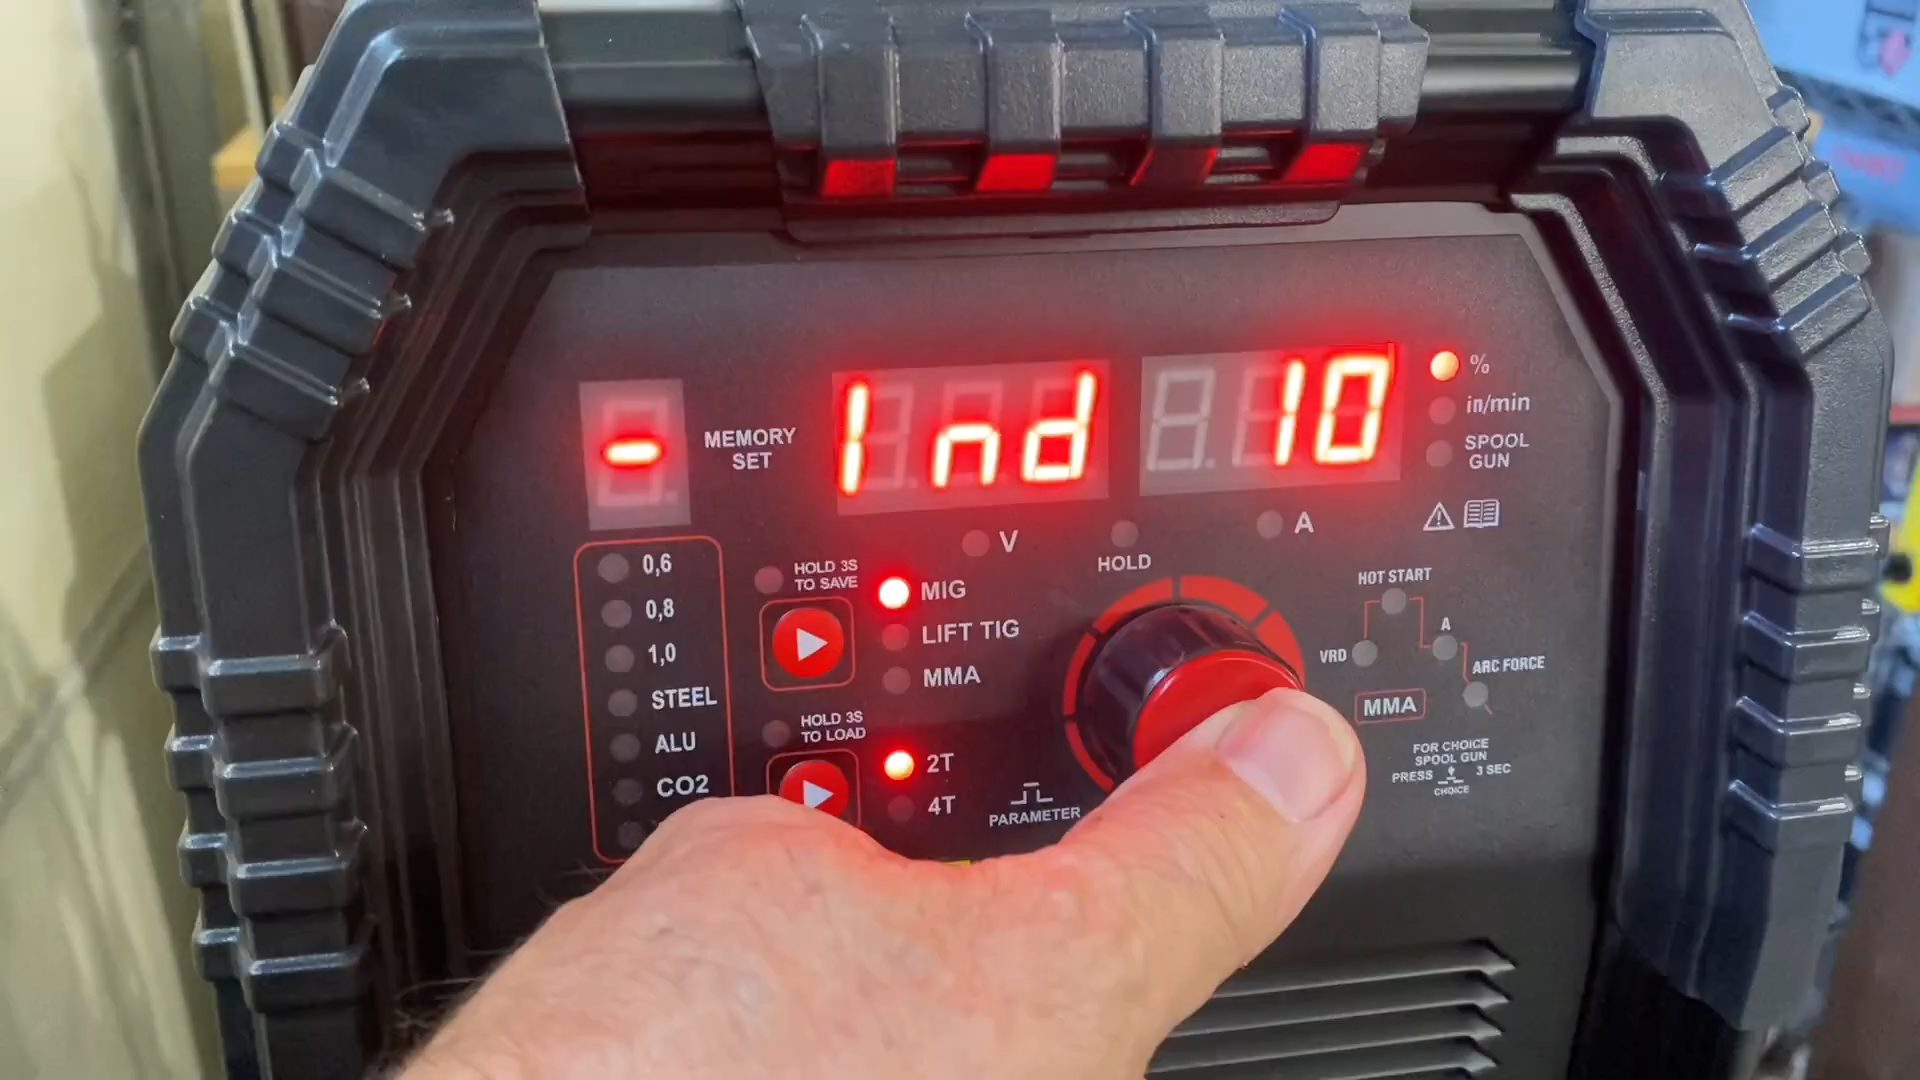 -
MEMORY
SET
Ind
10
%
in/min
SPOOL
GUN
V
HOLD
A
0,6
0,8
1,0
STEEL
ALU
CO2
HOLD 3S
TO SAVE
MIG
LIFT TIG
MMA
HOLD 3S
TO LOAD
2T
4T
PARAMETER
HOT START
VRD
A
ARC FORCE
MMA
FOR CHOICE
SPOOL GUN
PRESS 3 SEC
CHOICE